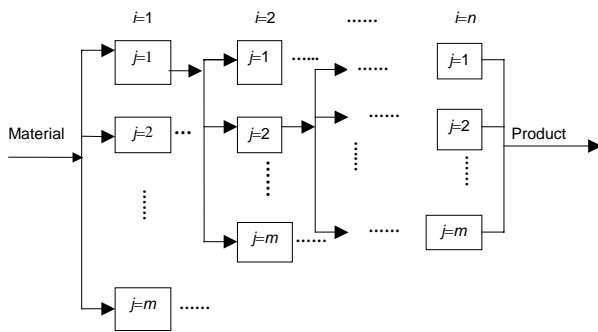 i=1 i=2 ...... i=n
j=1 j=1 ...... ...... j=1
Material j=2 ... j=2 ...... j=2 Product
...... ...... ...... ......
j=m ...... ...... j=m
j=m ......